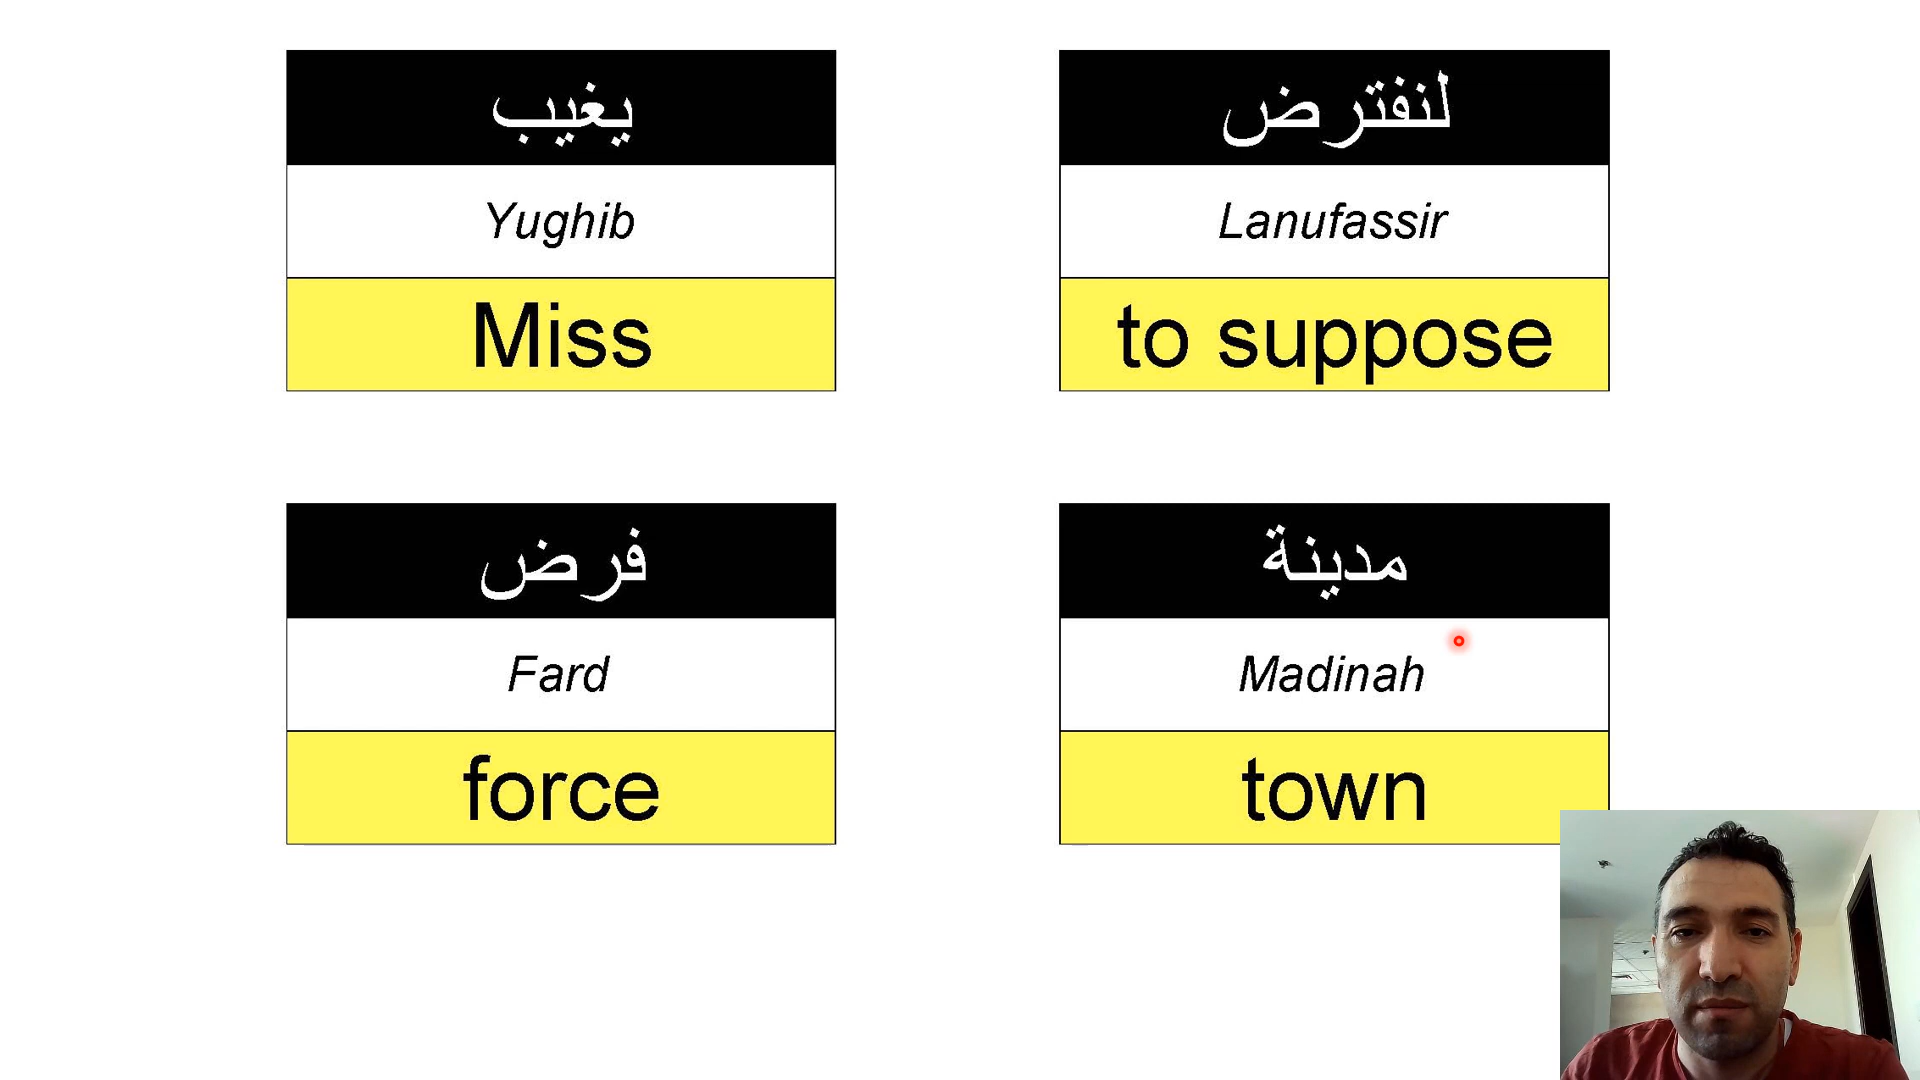 يغيب
Yughib
Miss
لنفترض
Lanufassir
to suppose
فرض
Fard
force
مدينة
Madinah
town